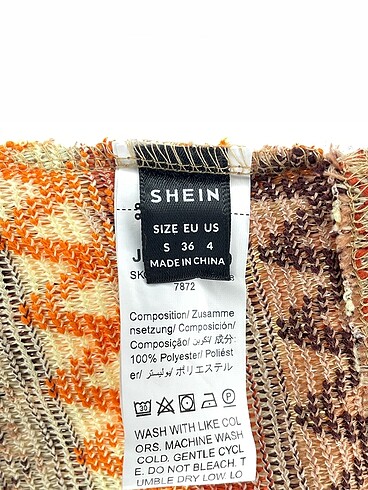 SHEIN
SIZE EU US
S 36 4
MADE IN CHINA
7872
Composition/ Zusamme
nsetzung/ Composición/
Composição/ تكوين/ 成分:
100% Polyester/ Poliést
er/ بوليستر/ ポリエステル
30
P
WASH WITH LIKE COL
ORS. MACHINE WASH
COLD. GENTLE CYCL
E. DO NOT BLEACH. T
UMBLE DRY LOW. LO